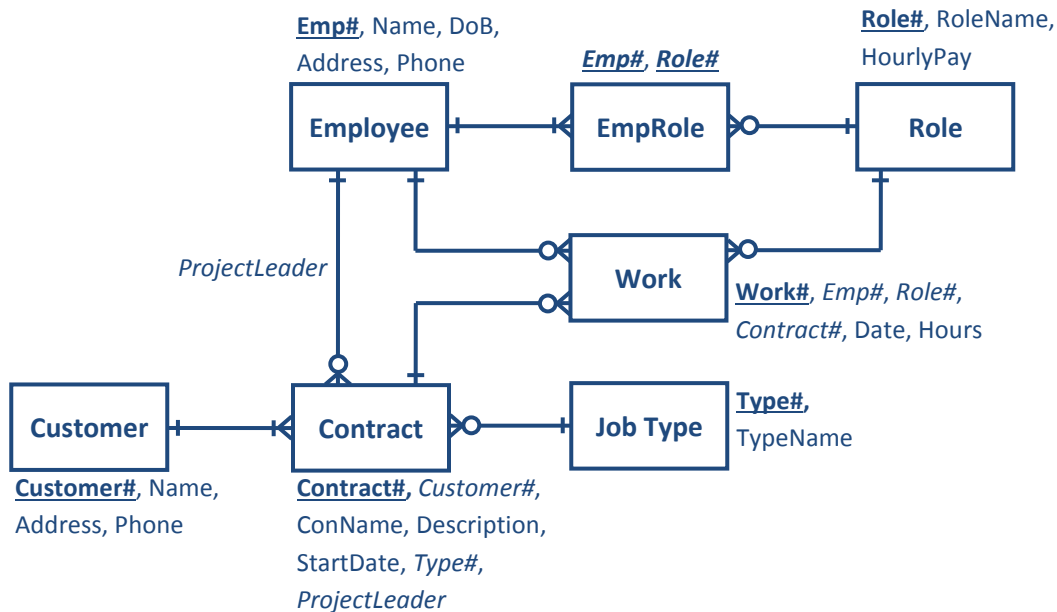 Emp#, Name, DoB,
Address, Phone
Employee
Emp#, Role#
EmpRole
Role#, RoleName,
HourlyPay
Role
ProjectLeader
Work
Work#, Emp#, Role#,
Contract#, Date, Hours
Customer
Customer#, Name,
Address, Phone
Contract
Contract#, Customer#,
ConName, Description,
StartDate, Type#,
ProjectLeader
Job Type
Type#,
TypeName